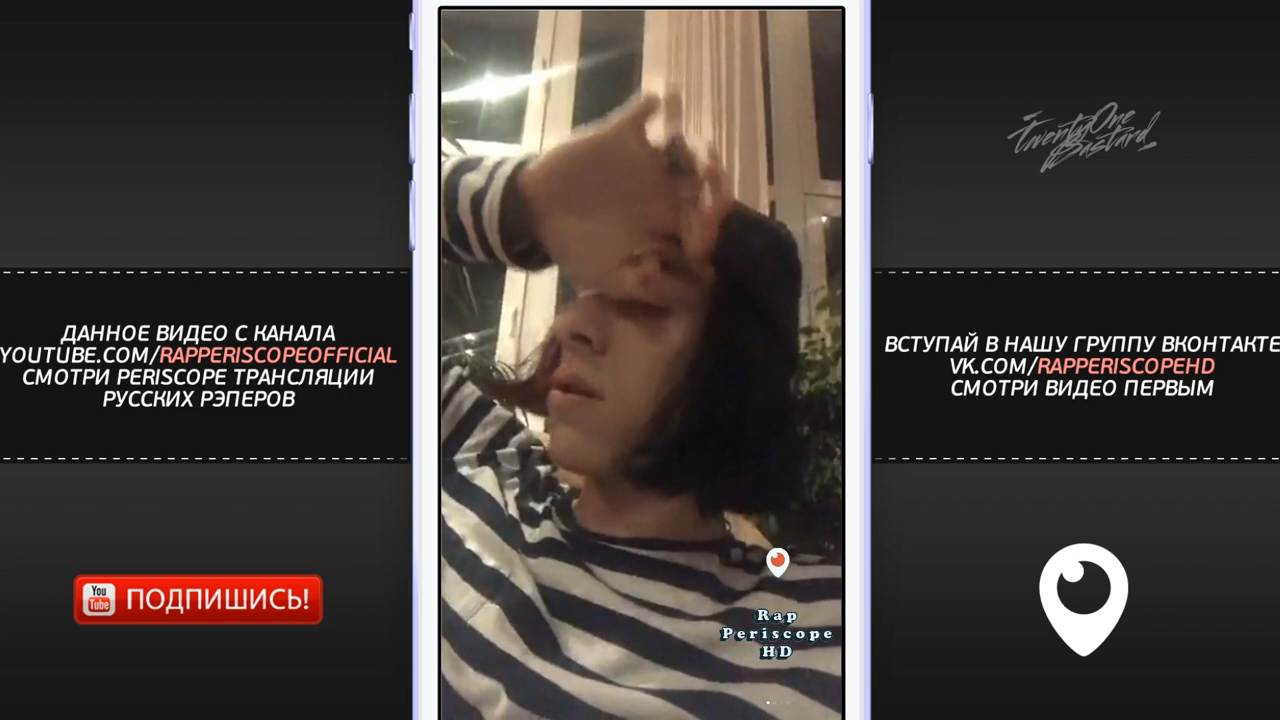 ДАННОЕ ВИДЕО С КАНАЛА
YOUTUBE.COM/RAPPERISCOPEOFFICIAL
СМОТРИ PERISCOPE ТРАНСЛЯЦИИ
РУССКИХ РЭПЕРОВ
You
Tube
ПОДПИШИСЬ!
Rap
Periscope
HD
TwentyOne
Bastard
ВСТУПАЙ В НАШУ ГРУППУ ВКОНТАКТЕ
VK.COM/RAPPERISCOPEHD
СМОТРИ ВИДЕО ПЕРВЫМ